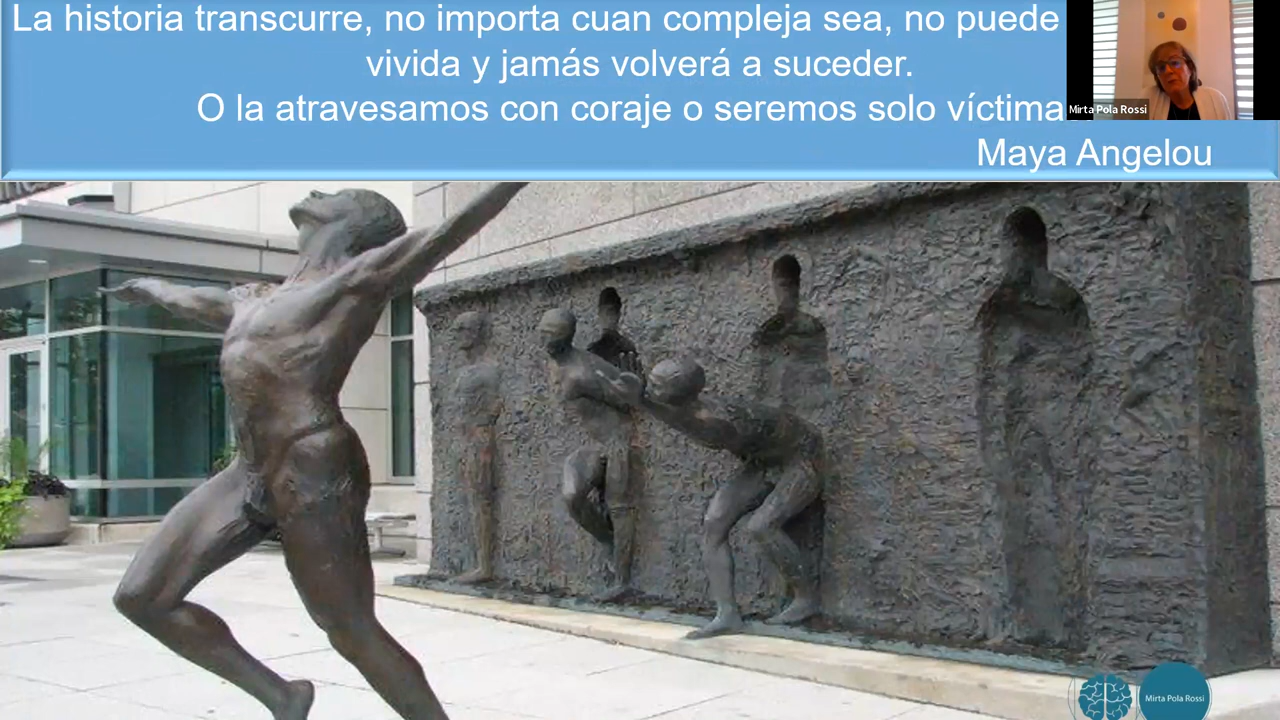 La historia transcurre, no importa cuan compleja sea, no puede
vivida y jamás volverá a suceder.
O la atravesamos con coraje o seremos solo víctima
Maya Angelou
Mirta Pola Rossi
Mirta Pola Rossi